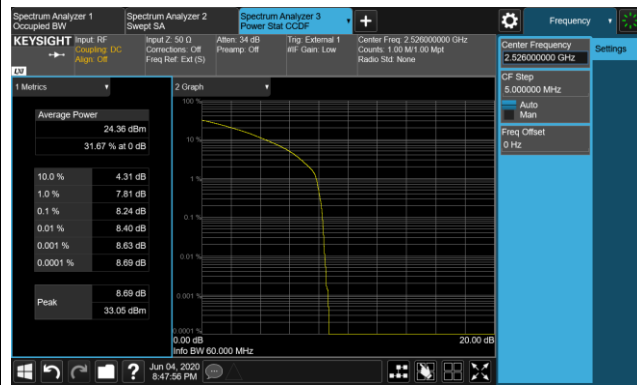 Spectrum Analyzer 1
Occupied BW
Spectrum Analyzer 2
Swept SA
Spectrum Analyzer 3
Power Stat CCDF
Frequency
KEYSIGHT
Input: RF
Coupling: DC
Align: Off
Input Z: 50 Ω
Corrections: Off
Freq Ref: Ext (S)
Atten: 34 dB
Preamp: Off
Trig: External 1
#IF Gain: Low
Center Freq: 2.526000000 GHz
Counts: 1.00 M/1.00 Mpt
Radio Std: None
LXI
Center Frequency
2.526000000 GHz
Settings
CF Step
5.000000 MHz
Auto
Man
Freq Offset
0 Hz
1 Metrics
Average Power
24.36 dBm
31.67 % at 0 dB
10.0 % 4.31 dB
1.0 % 7.81 dB
0.1 % 8.24 dB
0.01 % 8.40 dB
0.001 % 8.63 dB
0.0001 % 8.69 dB
Peak
8.69 dB
33.05 dBm
2 Graph
100 %
10 %
1 %
0.1 %
0.01 %
0.001 %
0.0001 %
0.00 dB
20.00 dB
Info BW 60.000 MHz
?
Jun 04, 2020
8:47:56 PM